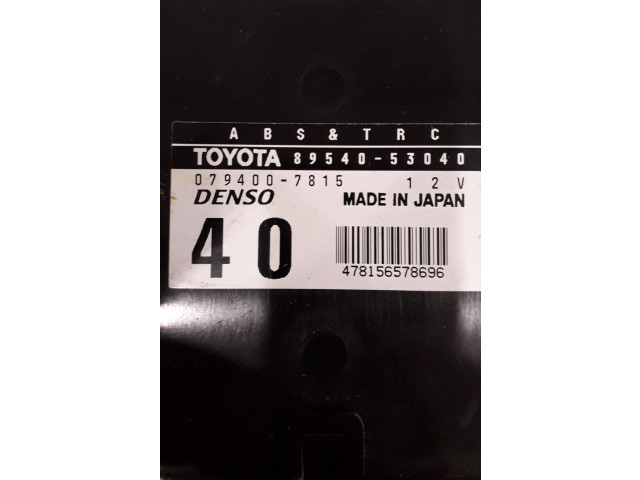 ABS&TRC
TOYOTA 89540-53040
079400-7815 12V
DENSO MADE IN JAPAN
40
478156578696